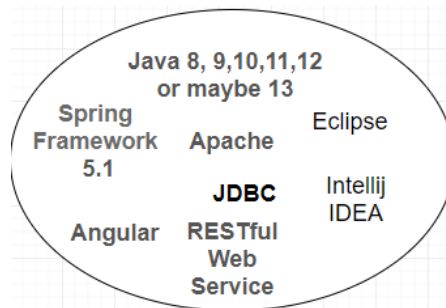 Java 8, 9,10,11,12
or maybe 13
Spring
Framework
5.1
Apache
Eclipse
JDBC
Intellij
IDEA
Angular
RESTful
Web
Service